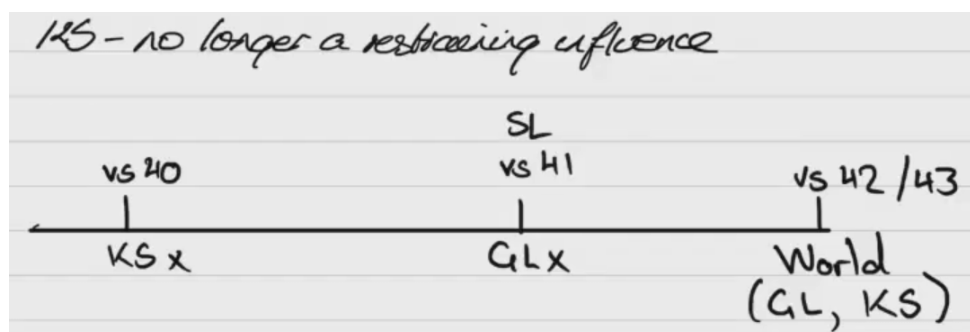 KS - no longer a restraining influence
SL
vs 40 vs 41 vs 42 / 43
KS x GL x World
(GL, KS)